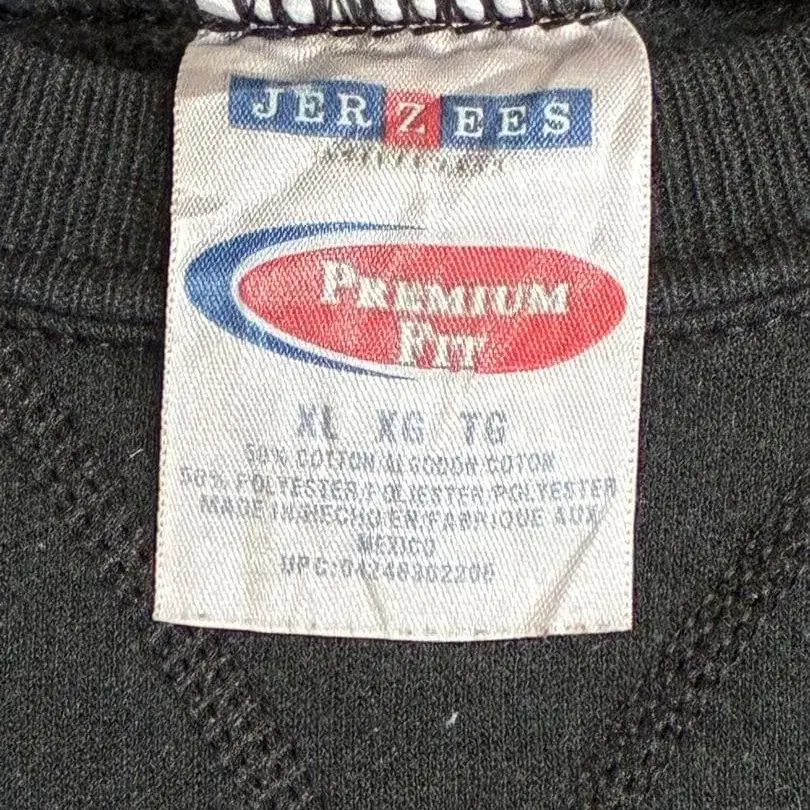 JERZEES
PREMIUM
FIT
XL XG TG
50% COTTON/ALGODON/COTON
50% POLYESTER/POLIESTER/POLYESTER
MADE IN/HECHO EN/FABRIQUE AUX
MEXICO
UPC: